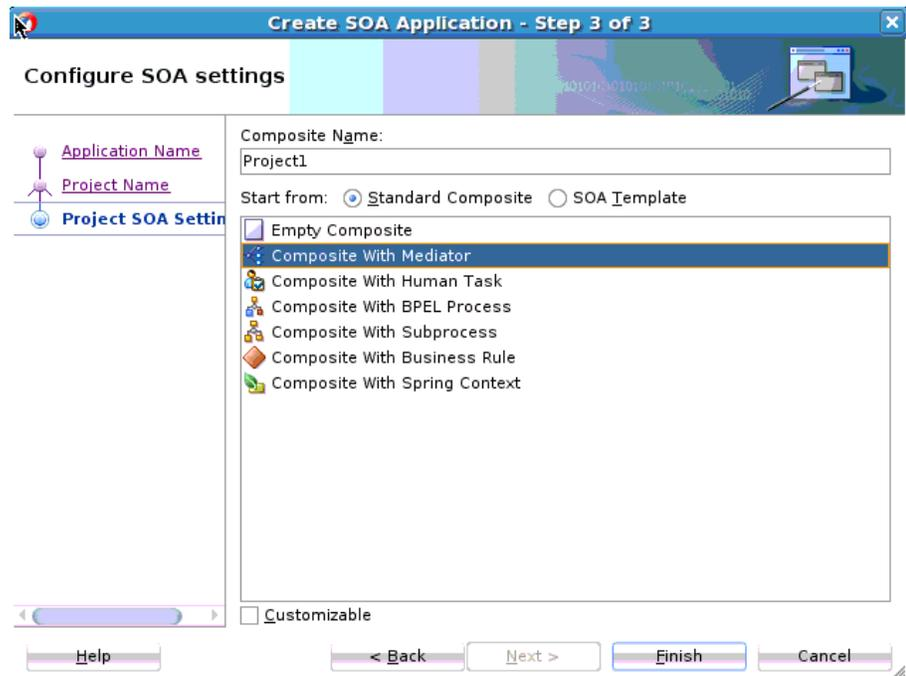 Create SOA Application - Step 3 of 3
Configure SOA settings
Application Name
Project Name
Project SOA Settin
Composite Name:
Project1
Start from: Standard Composite SOA Template
Empty Composite
Composite With Mediator
Composite With Human Task
Composite With BPEL Process
Composite With Subprocess
Composite With Business Rule
Composite With Spring Context
Customizable
Help < Back Next > Finish Cancel